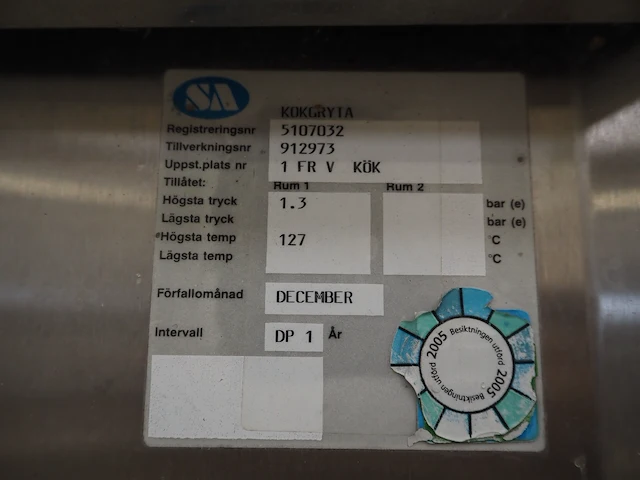 SA
KOKGRYTA
Registreringsnr 5107032
Tillverkningsnr 912973
Uppst.plats nr 1 FR V KÖK
Tillåtet: Rum 1 Rum 2
Högsta tryck 1.3 bar (e)
Lägsta tryck bar (e)
Högsta temp 127 °C
Lägsta temp °C
Förfallomånad DECEMBER
Intervall DP 1 År
Besiktningen utförd 2005
Besiktningen utförd 2005